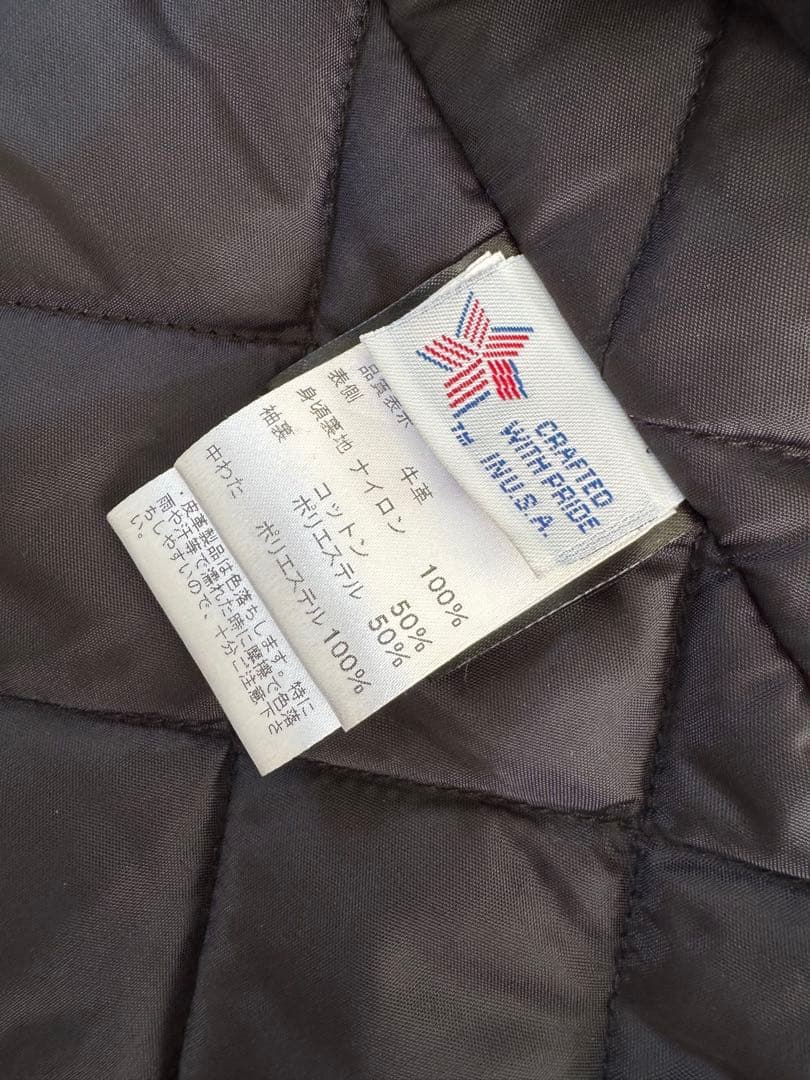 CRAFTED
WITH PRIDE
IN U.S.A.
TM
品質表示
表側 牛革
身頃裏地 ナイロン 100%
袖裏 コットン 50%
ポリエステル 50%
中わた ポリエステル 100%
・皮革製品は色落ちします。特に
雨や汗等で濡れた時に摩擦で色落
ちしやすいので、十分ご注意下さ
い。